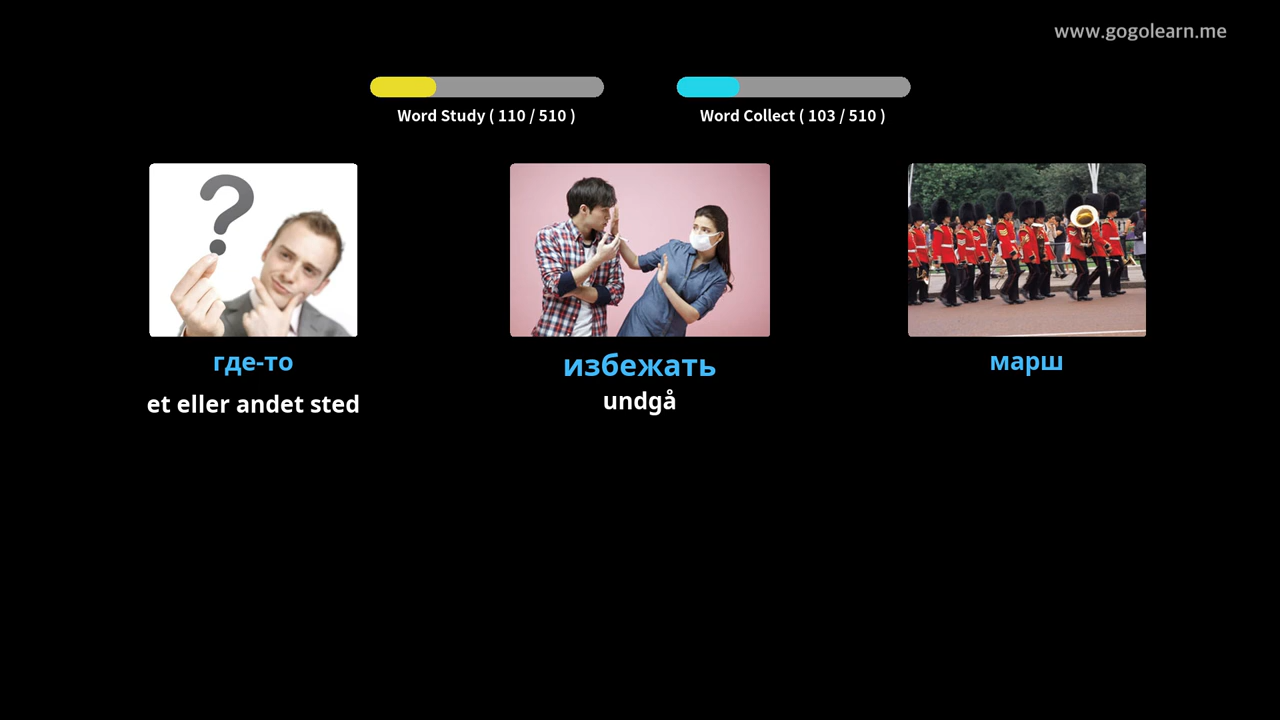 www.gogolearn.me
Word Study ( 110 / 510 )
Word Collect ( 103 / 510 )
?
где-то
избежать
марш
et eller andet sted
undgå